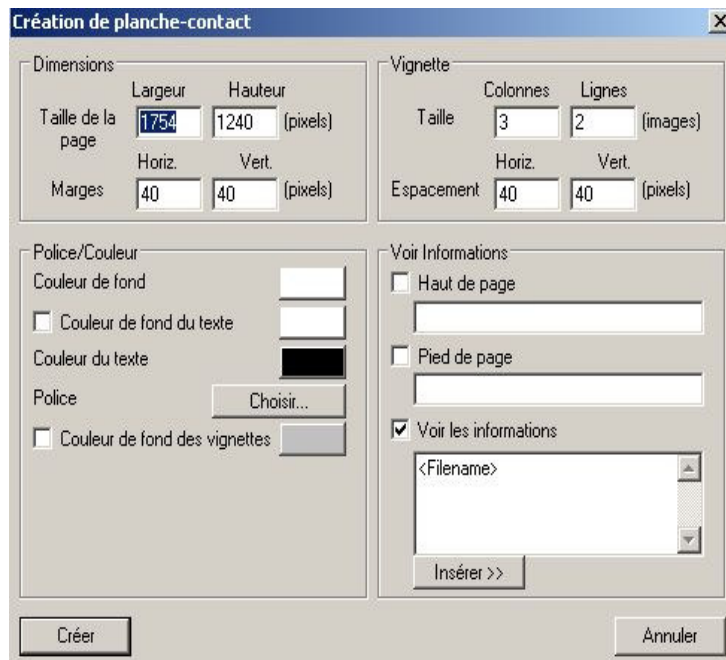 Création de planche-contact
Dimensions
Largeur Hauteur
Taille de la page 1754 1240 (pixels)
Horiz. Vert.
Marges 40 40 (pixels)
Vignette
Colonnes Lignes
Taille 3 2 (images)
Horiz. Vert.
Espacement 40 40 (pixels)
Police/Couleur
Couleur de fond
Couleur de fond du texte
Couleur du texte
Police Choisir...
Couleur de fond des vignettes
Voir Informations
Haut de page
Pied de page
Voir les informations
<Filename>
Insérer >>
Créer
Annuler